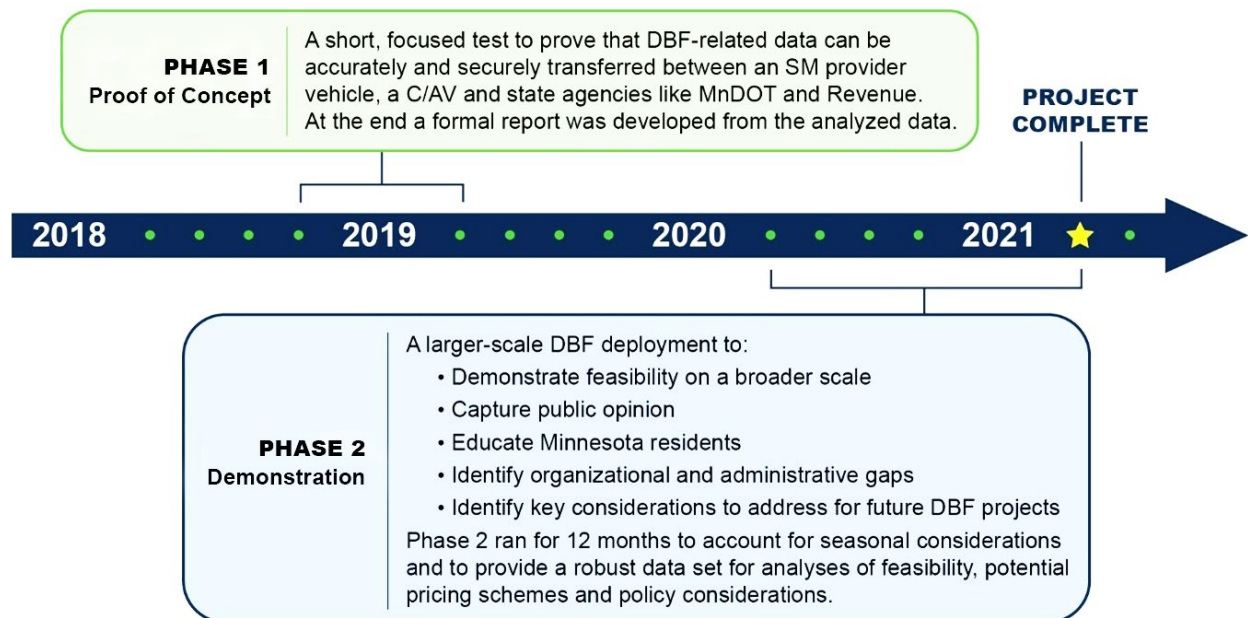 PHASE 1
Proof of Concept
A short, focused test to prove that DBF-related data can be
accurately and securely transferred between an SM provider
vehicle, a C/AV and state agencies like MnDOT and Revenue.
At the end a formal report was developed from the analyzed data.
PROJECT
COMPLETE
2018 2019 2020 2021
PHASE 2
Demonstration
A larger-scale DBF deployment to:
• Demonstrate feasibility on a broader scale
• Capture public opinion
• Educate Minnesota residents
• Identify organizational and administrative gaps
• Identify key considerations to address for future DBF projects
Phase 2 ran for 12 months to account for seasonal considerations
and to provide a robust data set for analyses of feasibility, potential
pricing schemes and policy considerations.